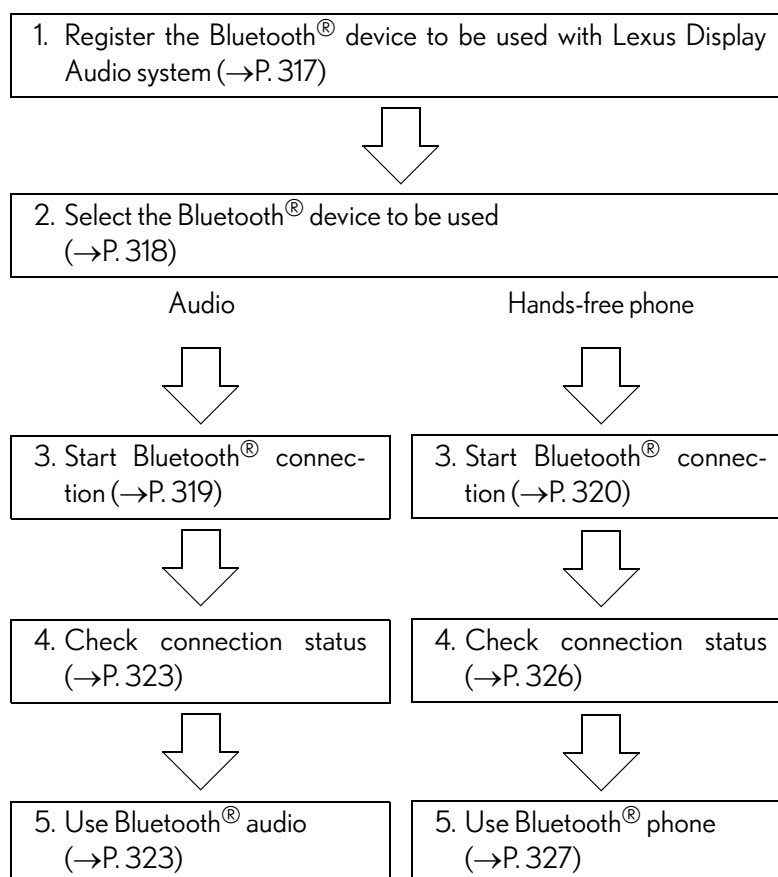 1. Register the Bluetooth® device to be used with Lexus Display
Audio system (→P. 317)
2. Select the Bluetooth® device to be used
(→P. 318)
Audio
Hands-free phone
3. Start Bluetooth® connec-
tion (→P. 319)
3. Start Bluetooth® connec-
tion (→P. 320)
4. Check connection status
(→P. 323)
4. Check connection status
(→P. 326)
5. Use Bluetooth® audio
(→P. 323)
5. Use Bluetooth® phone
(→P. 327)